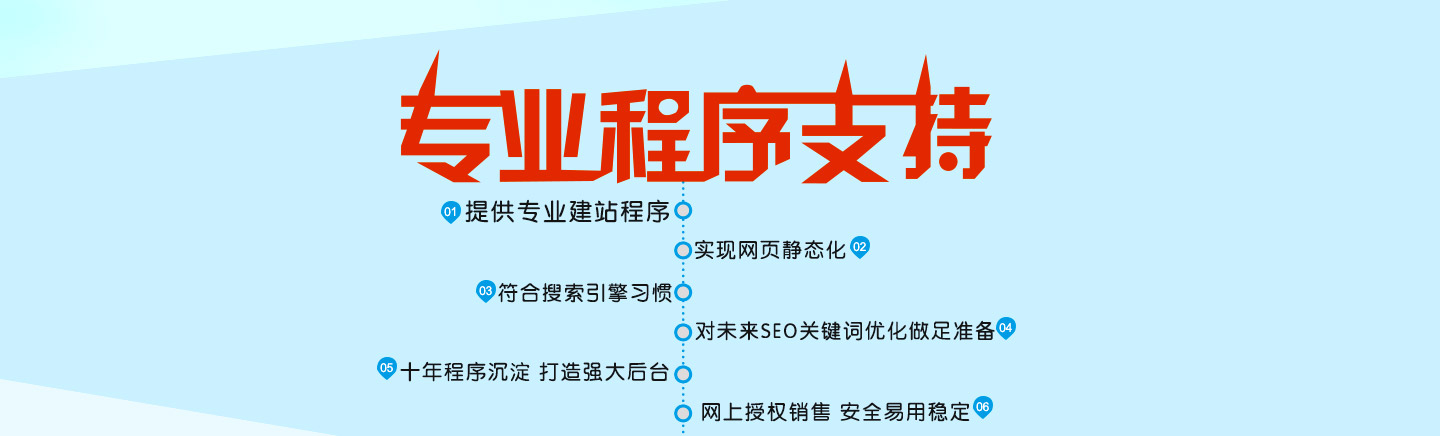 专业程序支持
01 提供专业建站程序
实现网页静态化 02
03 符合搜索引擎习惯
对未来SEO关键词优化做足准备 04
05 十年程序沉淀 打造强大后台
网上授权销售 安全易用稳定 06